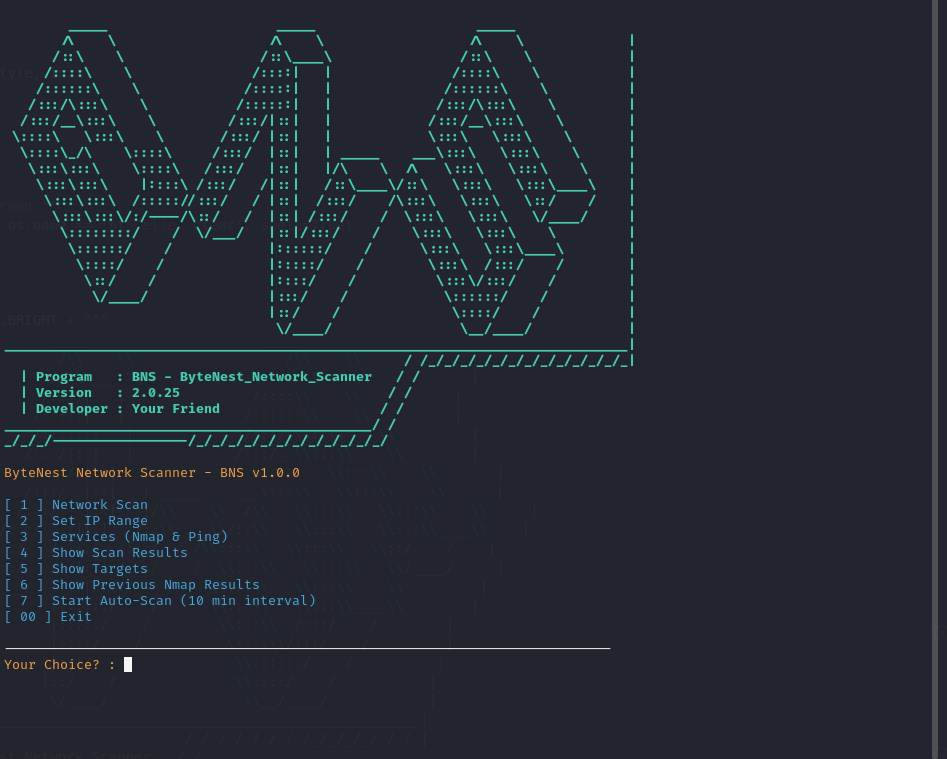 | Program   : BNS - ByteNest_Network_Scanner
| Version   : 2.0.25
| Developer : Your Friend
ByteNest Network Scanner - BNS v1.0.0
[ 1 ] Network Scan
[ 2 ] Set IP Range
[ 3 ] Services (Nmap & Ping)
[ 4 ] Show Scan Results
[ 5 ] Show Targets
[ 6 ] Show Previous Nmap Results
[ 7 ] Start Auto-Scan (10 min interval)
[ 00 ] Exit
Your Choice? :